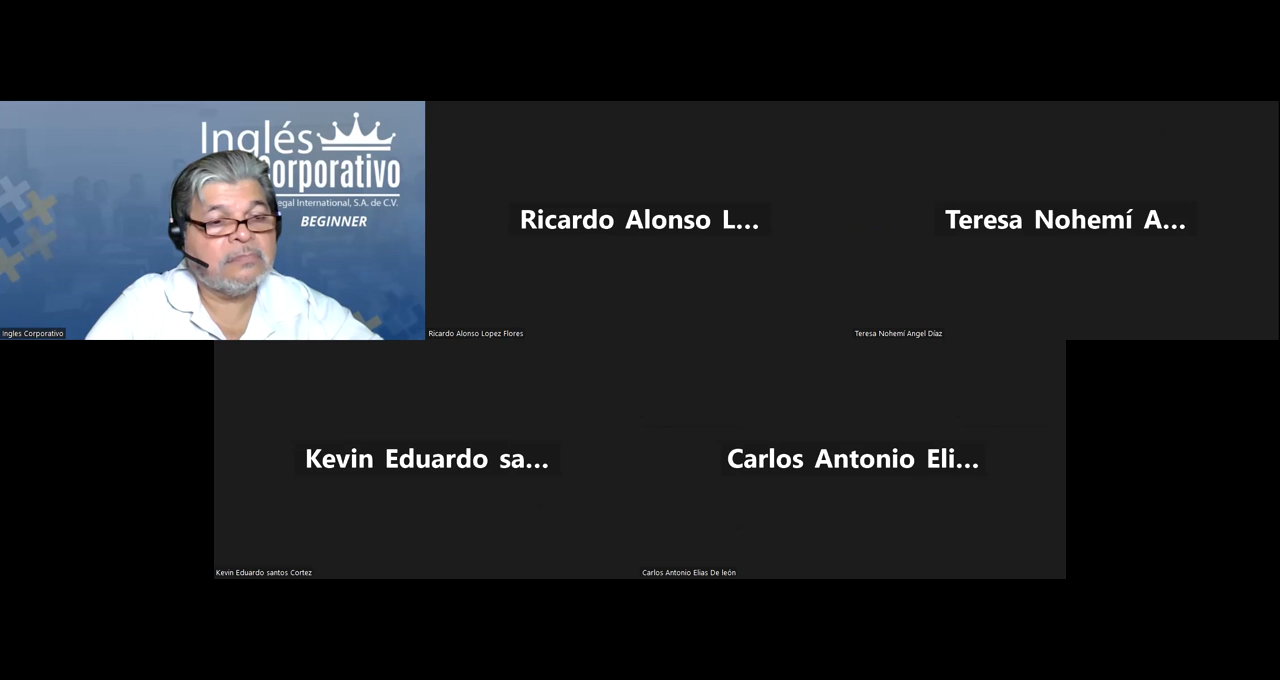 Inglés
Corporativo
egal International, S.A. de C.V.
BEGINNER
Ingles Corporativo
Ricardo Alonso L...
Ricardo Alonso Lopez Flores
Teresa Nohemí A...
Teresa Nohemí Angel Díaz
Kevin Eduardo sa...
Kevin Eduardo santos Cortez
Carlos Antonio Eli...
Carlos Antonio Elias De león